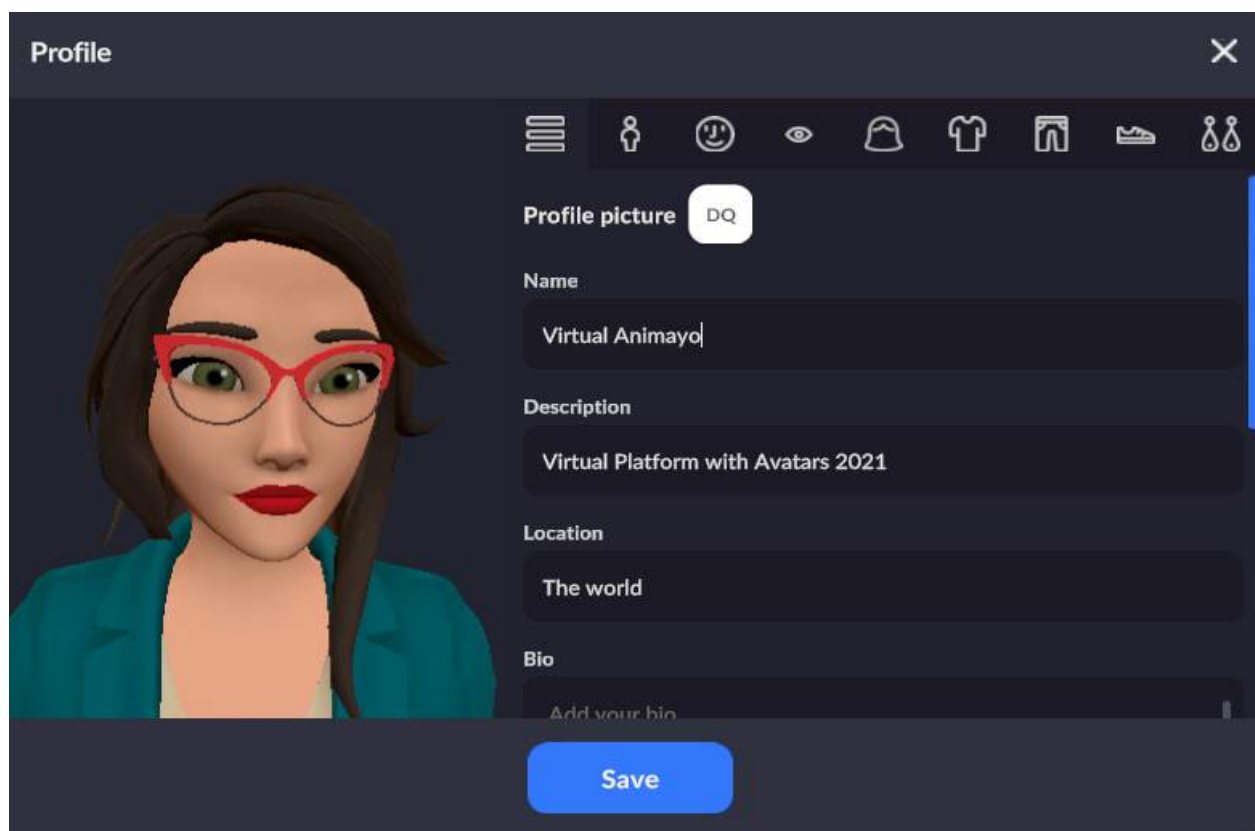 Profile
Profile picture DQ
Name
Virtual Animayo
Description
Virtual Platform with Avatars 2021
Location
The world
Bio
Add your bio
Save